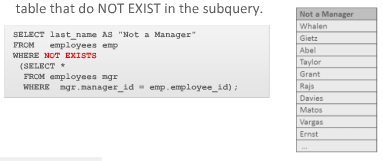 table that do NOT EXIST in the subquery.
SELECT last_name AS "Not a Manager"
FROM employees emp
WHERE NOT EXISTS
(SELECT *
FROM employees mgr
WHERE mgr.manager_id = emp.employee_id);
Not a Manager
Whalen
Gietz
Abel
Taylor
Grant
Rajs
Davies
Matos
Vargas
Ernst
...